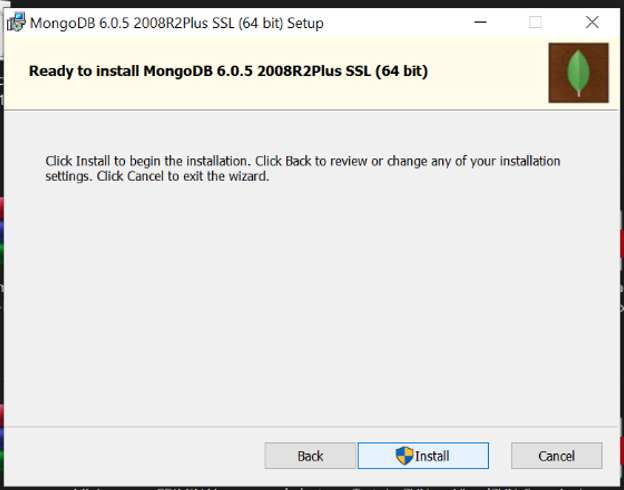 MongoDB 6.0.5 2008R2Plus SSL (64 bit) Setup
Ready to install MongoDB 6.0.5 2008R2Plus SSL (64 bit)
Click Install to begin the installation. Click Back to review or change any of your installation
settings. Click Cancel to exit the wizard.
Back
Install
Cancel